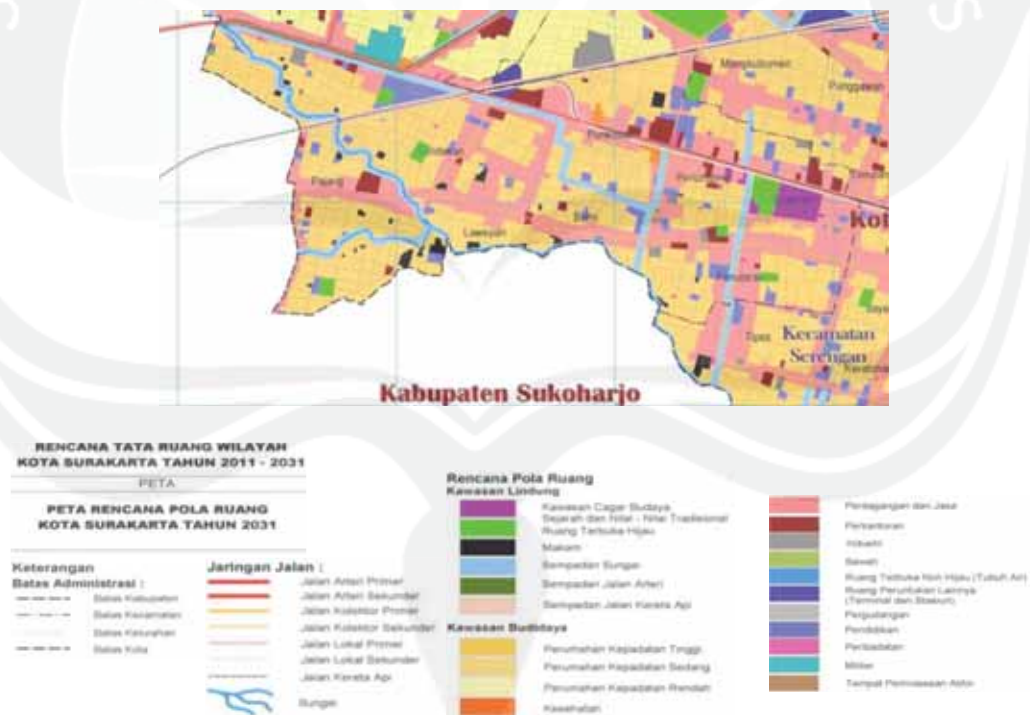 Mangkubumen
Punggawan
Pajang
Laweyan
Bumi
Kot
Tipes
Kecamatan
Serengan
Kabupaten Sukoharjo
RENCANA TATA RUANG WILAYAH
KOTA SURAKARTA TAHUN 2011 - 2031
PETA
PETA RENCANA POLA RUANG
KOTA SURAKARTA TAHUN 2031
Keterangan
Batas Administrasi :
Batas Kabupaten
Batas Kecamatan
Batas Kelurahan
Batas Kota
Jaringan Jalan :
Jalan Arteri Primer
Jalan Arteri Sekunder
Jalan Kolektor Primer
Jalan Kolektor Sekunder
Jalan Lokal Primer
Jalan Lokal Sekunder
Jalan Kereta Api
Sungai
Rencana Pola Ruang
Kawasan Lindung
Kawasan Cagar Budaya
Sejarah dan Nilai - Nilai Tradisional
Ruang Terbuka Hijau
Makam
Sempadan Sungai
Sempadan Jalan Arteri
Sempadan Jalan Kereta Api
Kawasan Budidaya
Perumahan Kepadatan Tinggi
Perumahan Kepadatan Sedang
Perumahan Kepadatan Rendah
Kesehatan
Perdagangan dan Jasa
Perkantoran
Industri
Sawah
Ruang Terbuka Non Hijau (Tubuh Air)
Ruang Peruntukan Lainnya
(Terminal dan Stasiun)
Pergudangan
Pendidikan
Peribadatan
Militer
Tempat Pemrosesan Akhir